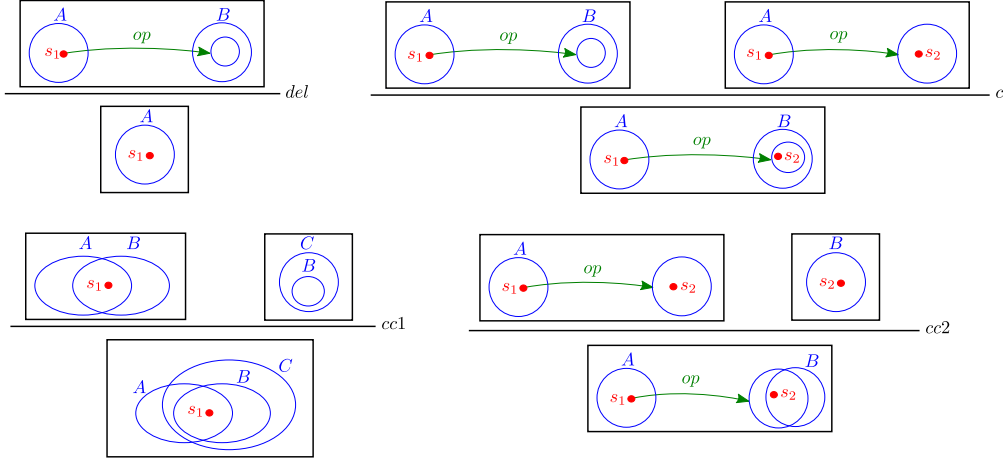 A B A B A
s1 op s1 op s1 op s2
del c
A A B
s1 s1 op s2
A B C A B
B op
s1 s1 s2 s2
cc1 cc2
A B C A B
s1 s1 op s2